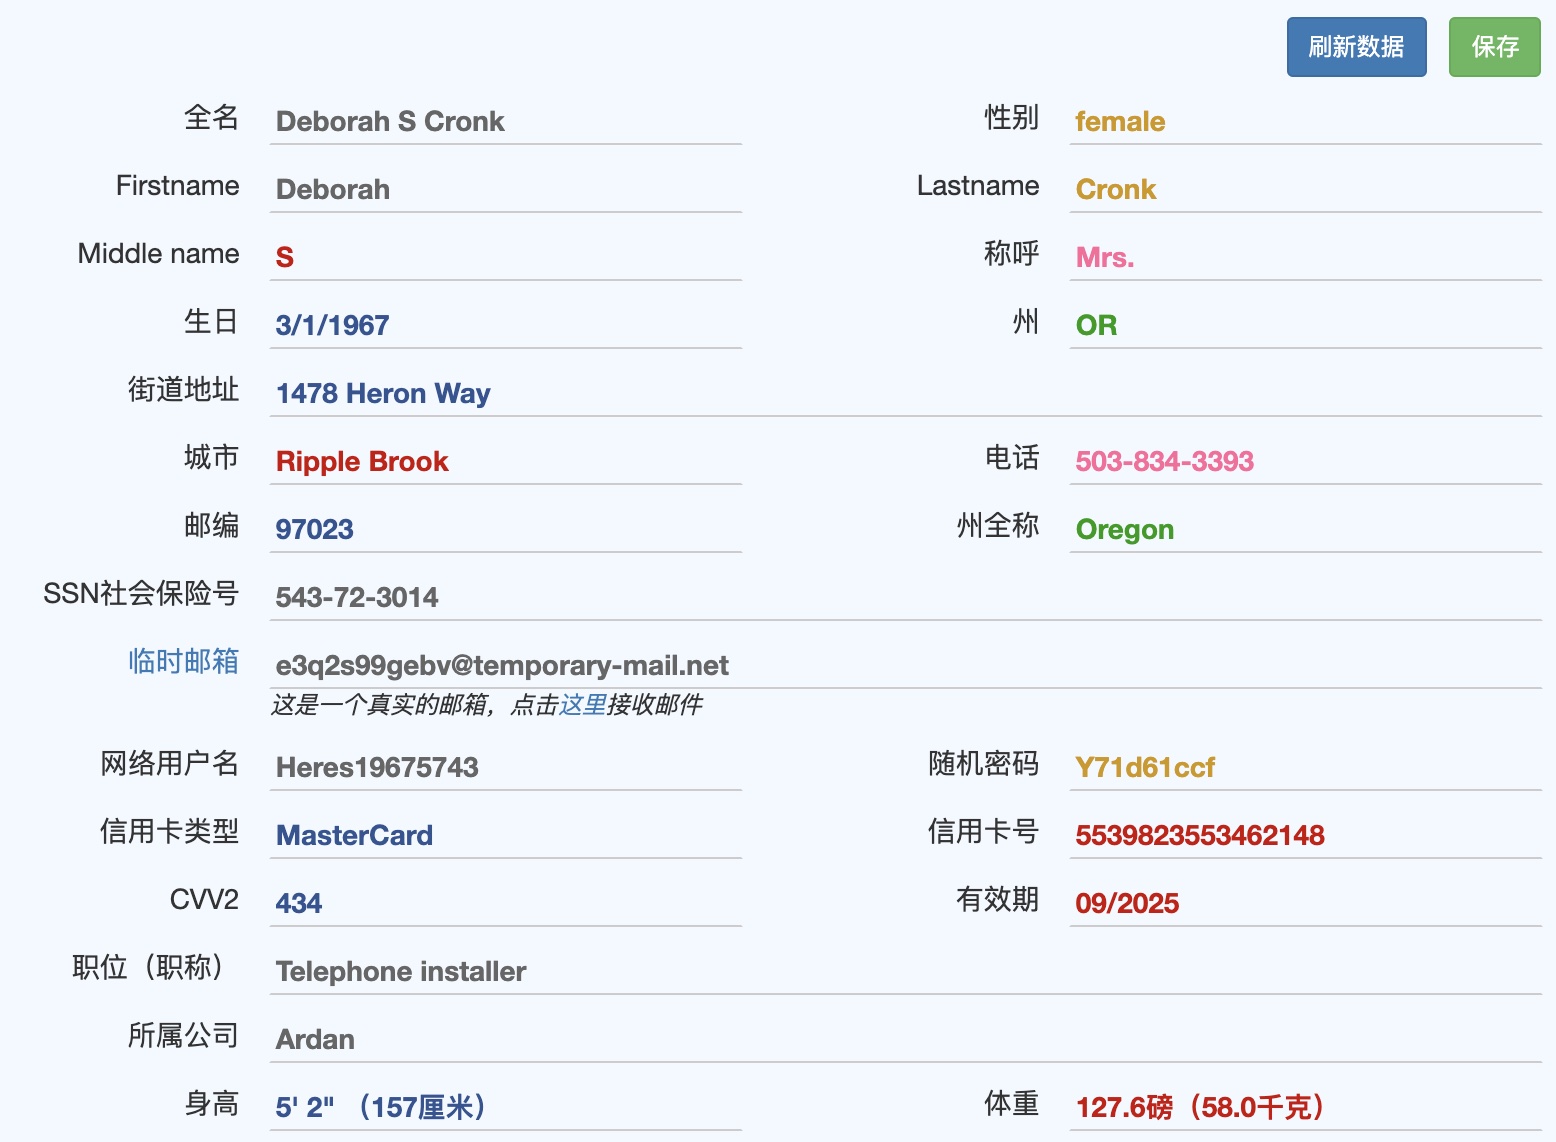 刷新数据 保存
全名 Deborah S Cronk 性别 female
Firstname Deborah Lastname Cronk
Middle name S 称呼 Mrs.
生日 3/1/1967 州 OR
街道地址 1478 Heron Way
城市 Ripple Brook 电话 503-834-3393
邮编 97023 州全称 Oregon
SSN社会保险号 543-72-3014
临时邮箱 e3q2s99gebv@temporary-mail.net
这是一个真实的邮箱，点击这里接收邮件
网络用户名 Heres19675743 随机密码 Y71d61ccf
信用卡类型 MasterCard 信用卡号 5539823553462148
CVV2 434 有效期 09/2025
职位（职称） Telephone installer
所属公司 Ardan
身高 5' 2" （157厘米） 体重 127.6磅（58.0千克）